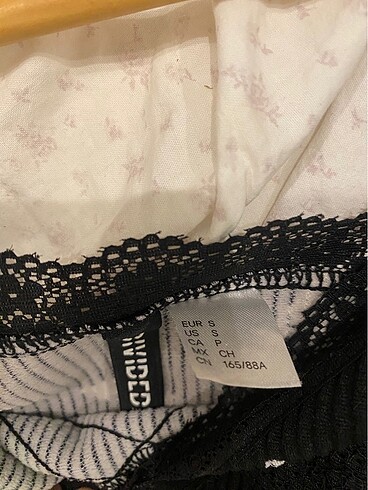 EUR S
US S
CA P
MX CH
CN 165/88A
DIVIDED